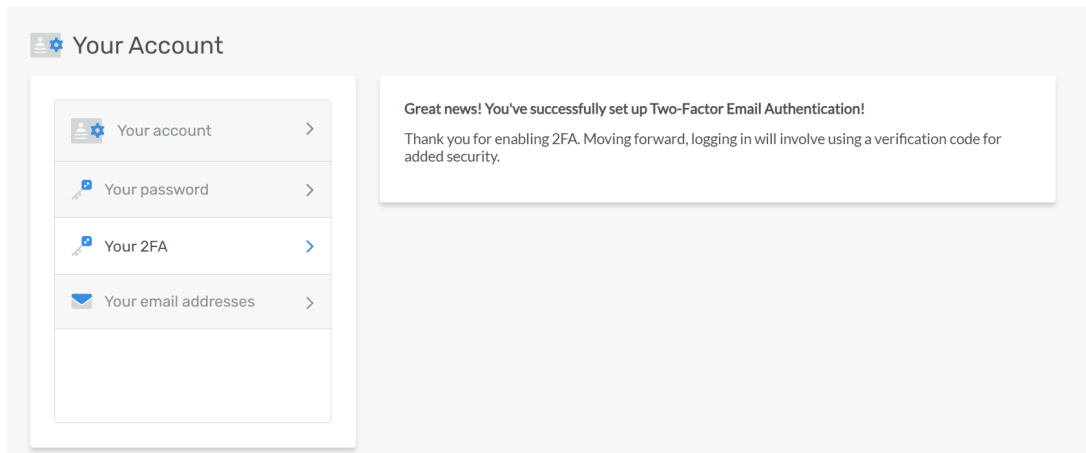 Your Account
Your account
Your password
Your 2FA
Your email addresses
Great news! You've successfully set up Two-Factor Email Authentication!
Thank you for enabling 2FA. Moving forward, logging in will involve using a verification code for
added security.